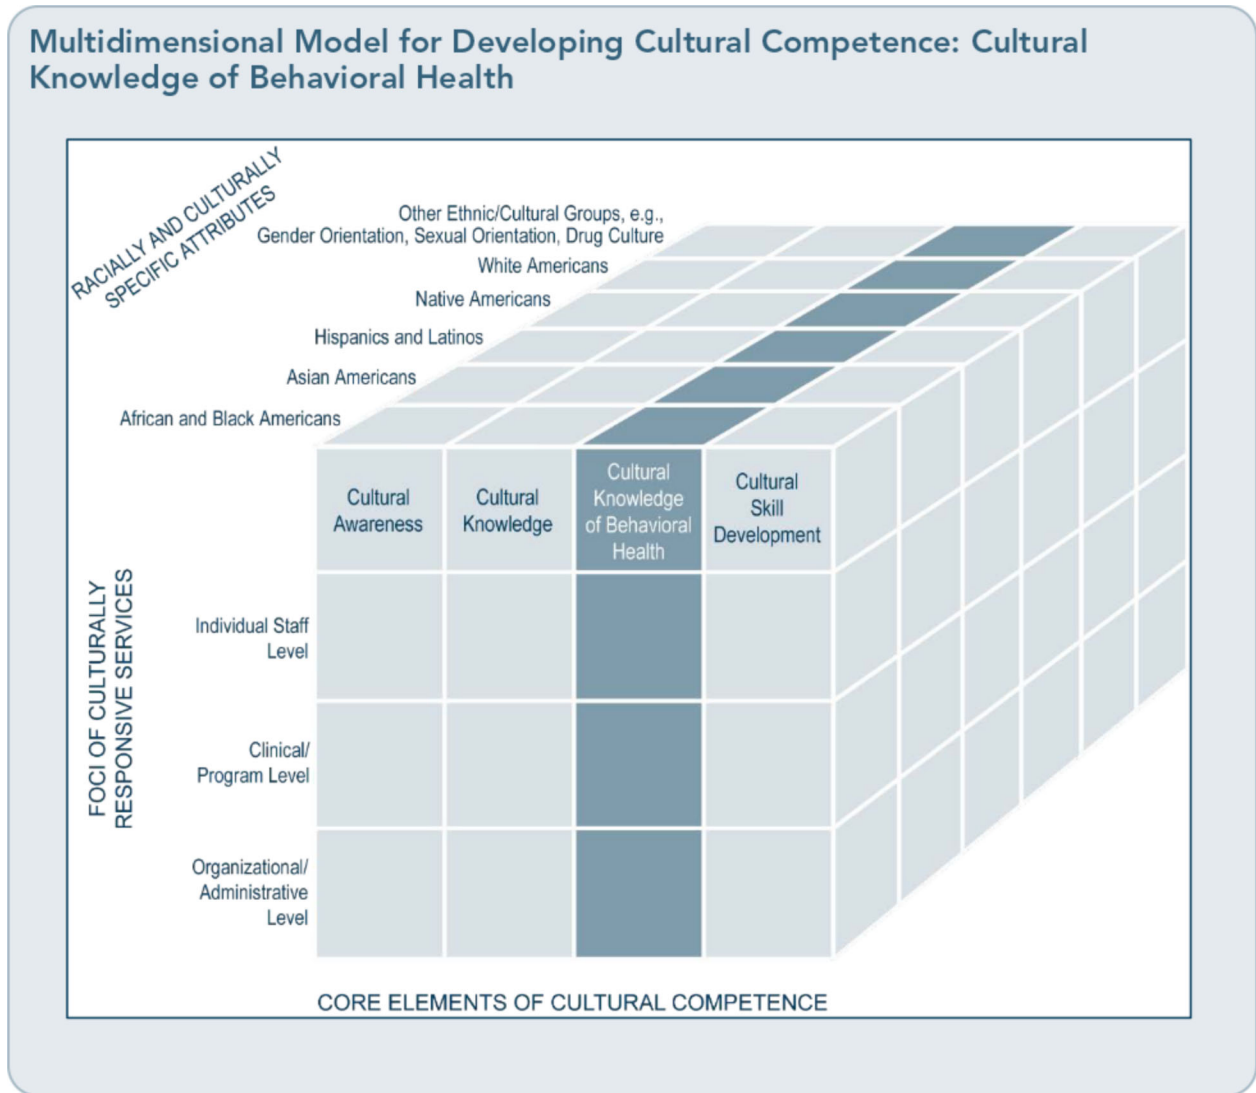 Multidimensional Model for Developing Cultural Competence: Cultural
Knowledge of Behavioral Health
RACIALLY AND CULTURALLY
SPECIFIC ATTRIBUTES
Other Ethnic/Cultural Groups, e.g.,
Gender Orientation, Sexual Orientation, Drug Culture
White Americans
Native Americans
Hispanics and Latinos
Asian Americans
African and Black Americans
Cultural
Awareness
Cultural
Knowledge
Cultural
Knowledge
of Behavioral
Health
Cultural
Skill
Development
FOCI OF CULTURALLY
RESPONSIVE SERVICES
Individual Staff
Level
Clinical/
Program Level
Organizational/
Administrative
Level
CORE ELEMENTS OF CULTURAL COMPETENCE